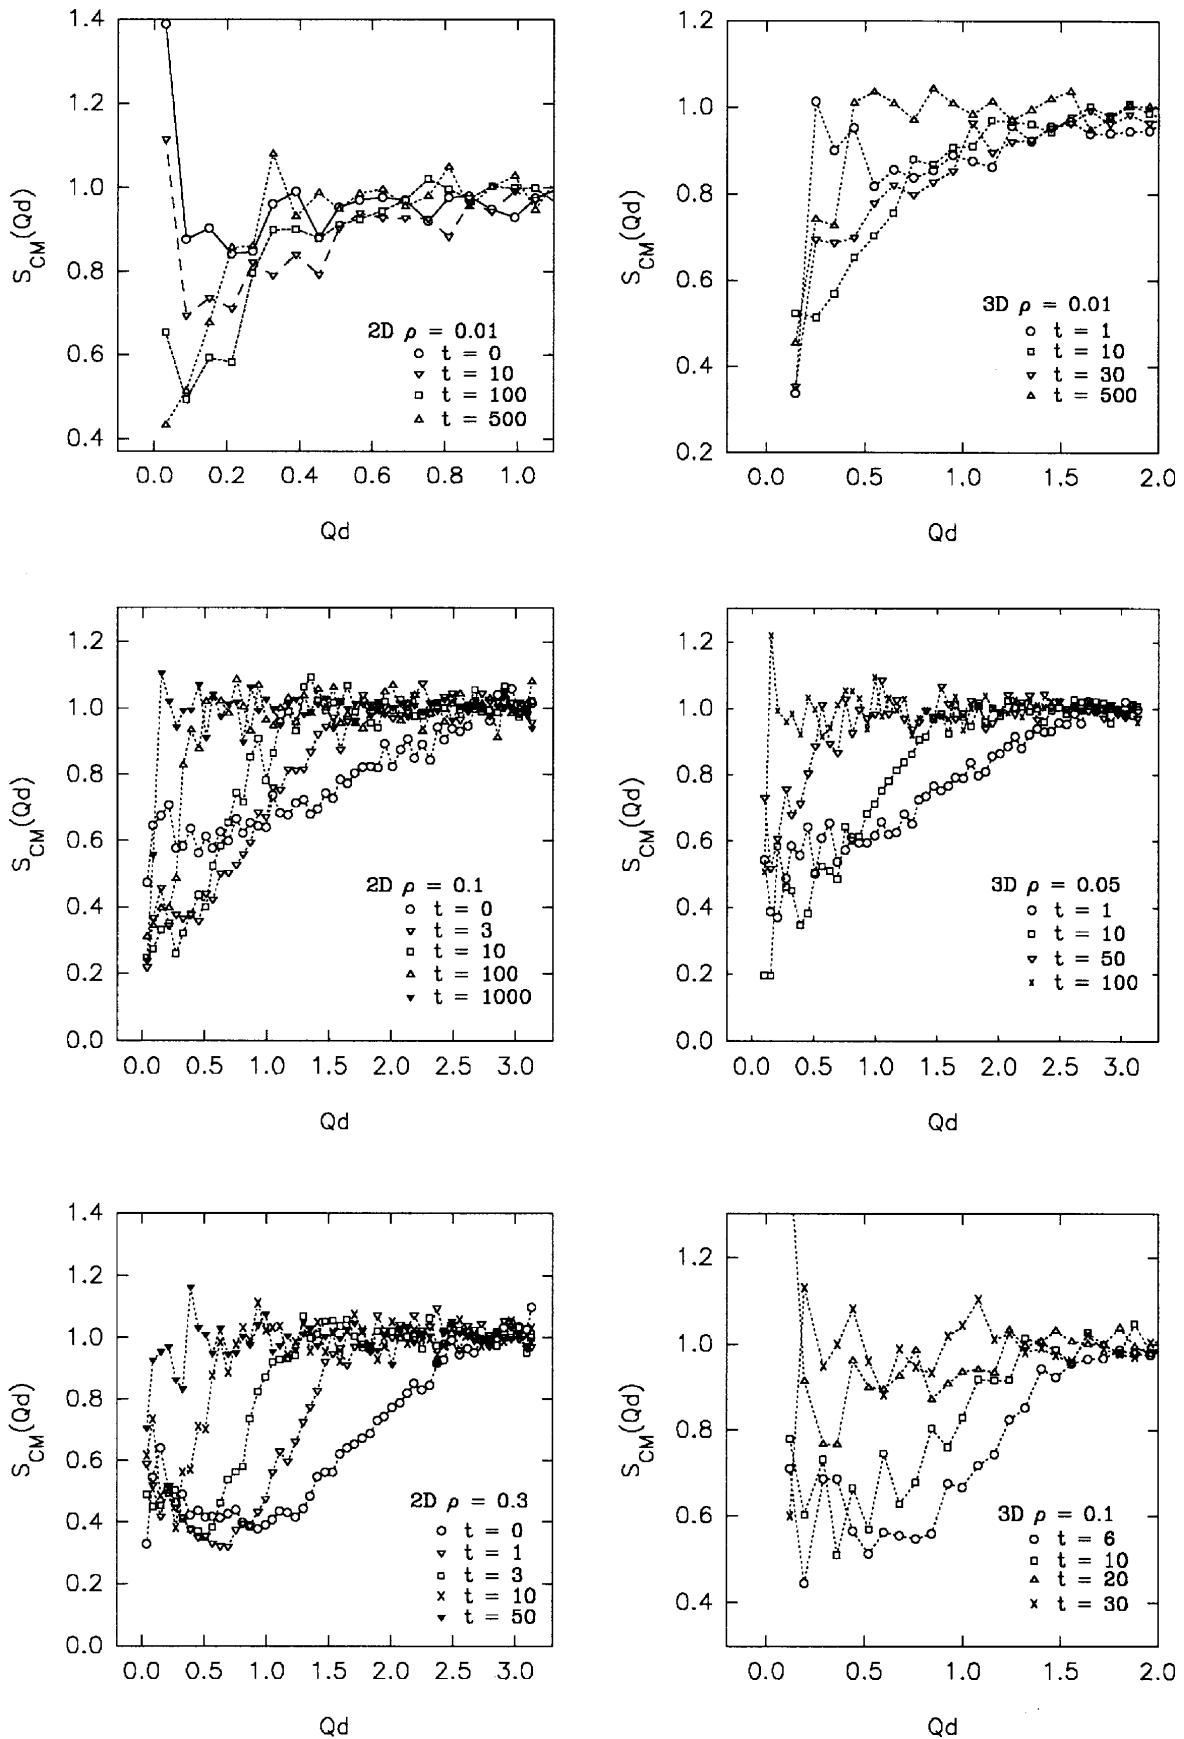 1.4
1.2
1.0
0.8
0.6
0.4
S_CM(Qd)
2D ρ = 0.01
t = 0
t = 10
t = 100
t = 500
0.0 0.2 0.4 0.6 0.8 1.0
Qd
1.2
1.0
0.8
0.6
0.4
0.2
S_CM(Qd)
3D ρ = 0.01
t = 1
t = 10
t = 30
t = 500
0.0 0.5 1.0 1.5 2.0
Qd
1.2
1.0
0.8
0.6
0.4
0.2
0.0
S_CM(Qd)
2D ρ = 0.1
t = 0
t = 3
t = 10
t = 100
t = 1000
0.0 0.5 1.0 1.5 2.0 2.5 3.0
Qd
1.2
1.0
0.8
0.6
0.4
0.2
0.0
S_CM(Qd)
3D ρ = 0.05
t = 1
t = 10
t = 50
t = 100
0.0 0.5 1.0 1.5 2.0 2.5 3.0
Qd
1.4
1.2
1.0
0.8
0.6
0.4
0.2
0.0
S_CM(Qd)
2D ρ = 0.3
t = 0
t = 1
t = 3
t = 10
t = 50
0.0 0.5 1.0 1.5 2.0 2.5 3.0
Qd
1.2
1.0
0.8
0.6
0.4
S_CM(Qd)
3D ρ = 0.1
t = 6
t = 10
t = 20
t = 30
0.0 0.5 1.0 1.5 2.0
Qd